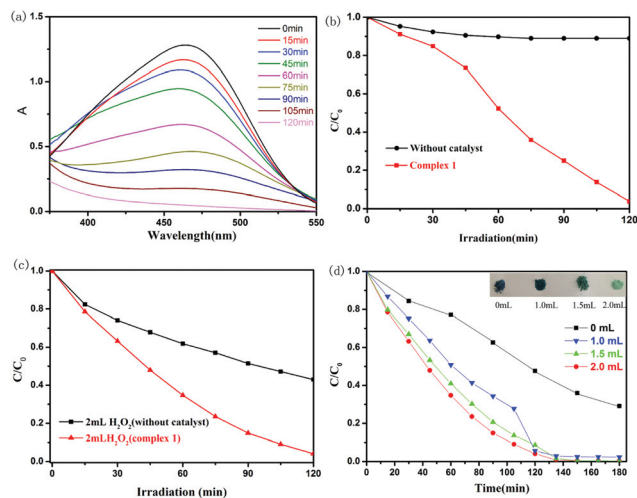 (a)
0min
15min
30min
45min
60min
75min
90min
105min
120min
A
1.5
1.0
0.5
0.0
400
450
500
550
Wavelength(nm)
(b)
Without catalyst
Complex 1
C/C0
1.0
0.8
0.6
0.4
0.2
0.0
0
30
60
90
120
Irradiation(min)
(c)
2mL H2O2(without catalyst)
2mLH2O2(complex 1)
C/C0
1.0
0.8
0.6
0.4
0.2
0.0
0
15
30
45
60
75
90
105
120
Irradiation (min)
(d)
0mL 1.0mL 1.5mL 2.0mL
0 mL
1.0 mL
1.5 mL
2.0 mL
C/C0
1.0
0.8
0.6
0.4
0.2
0.0
0
20
40
60
80
100
120
140
160
180
Time(min)